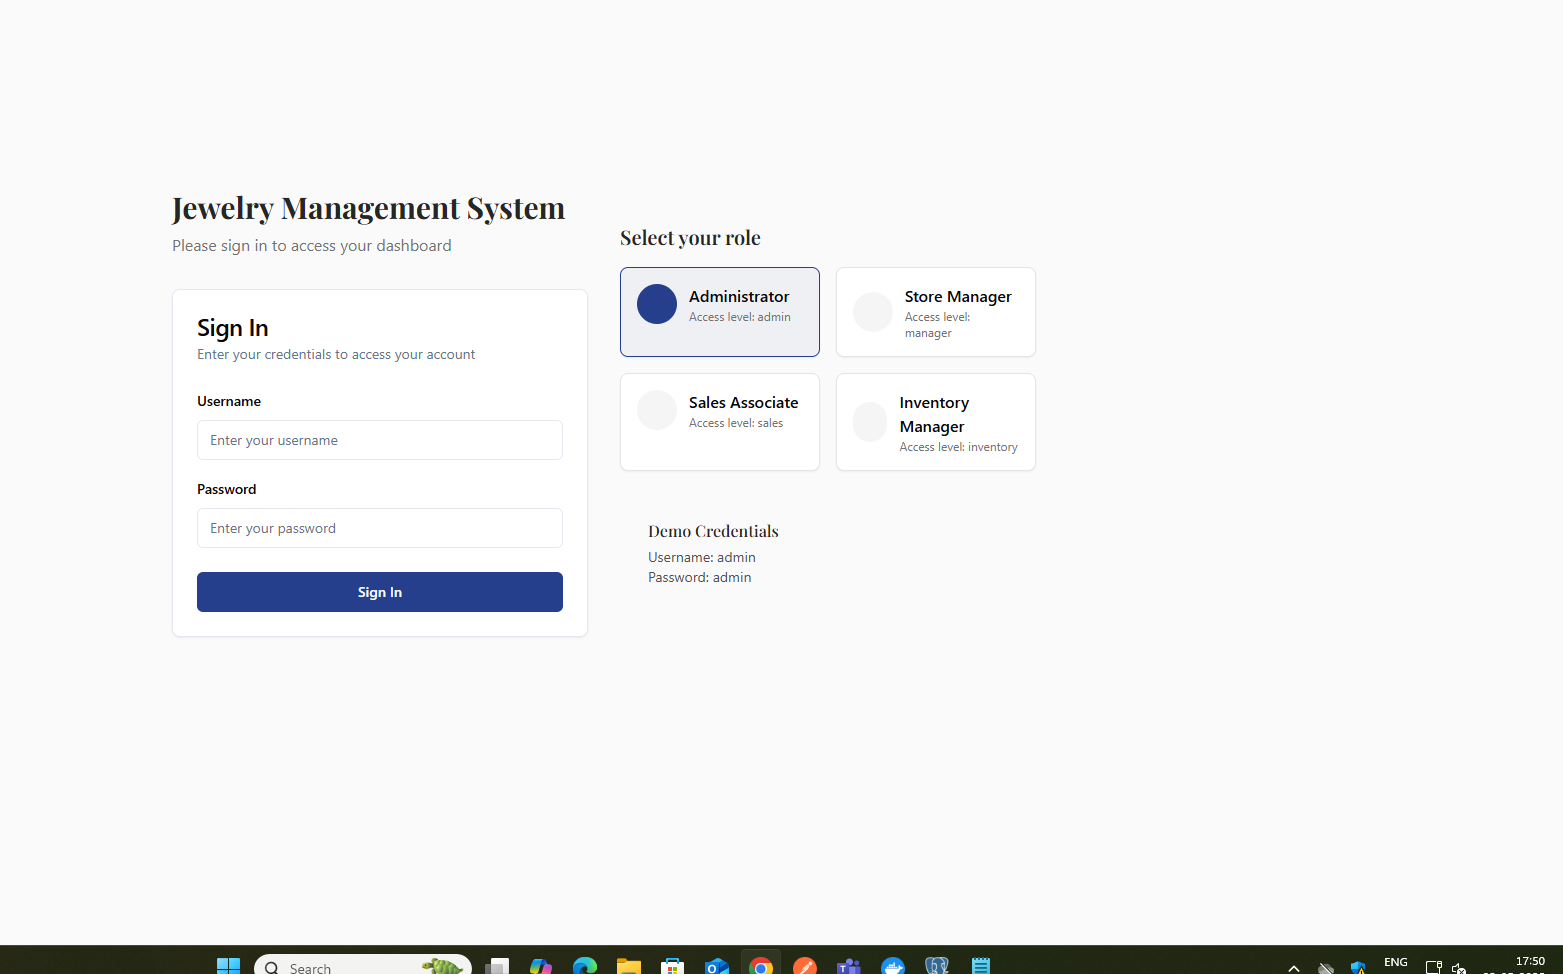 Jewelry Management System
Please sign in to access your dashboard
Sign In
Enter your credentials to access your account
Username
Enter your username
Password
Enter your password
Sign In
Select your role
Administrator
Access level: admin
Store Manager
Access level:
manager
Sales Associate
Access level: sales
Inventory
Manager
Access level: inventory
Demo Credentials
Username: admin
Password: admin
Search
ENG
17:50